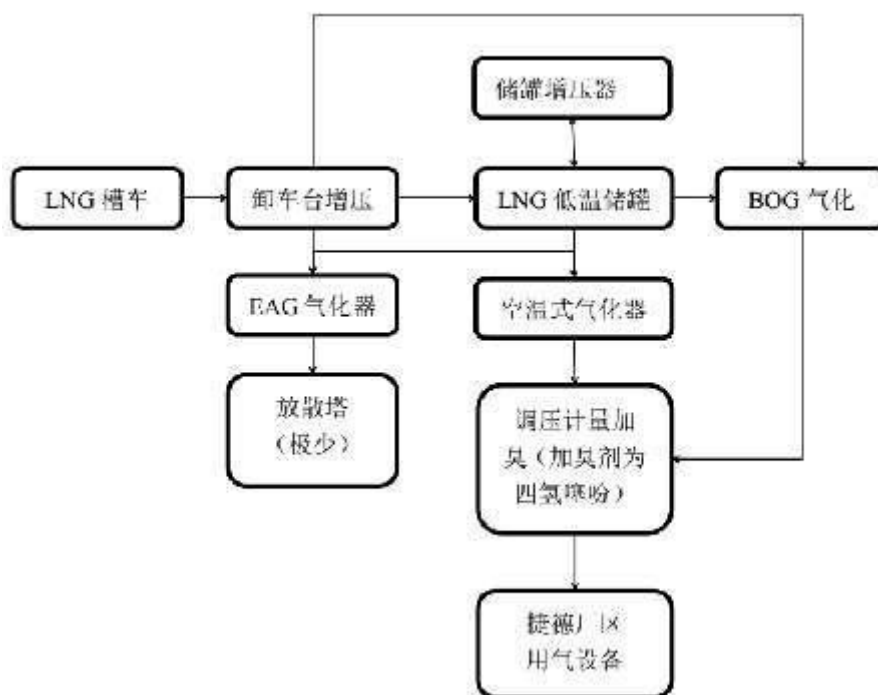 储罐增压器
LNG 槽车
卸车台增压
LNG 低温储罐
BOG 气化
EAG 气化器
空温式气化器
放散塔
（极少）
调压计量加
臭（加臭剂为
四氢噻吩）
捷德厂区
用气设备